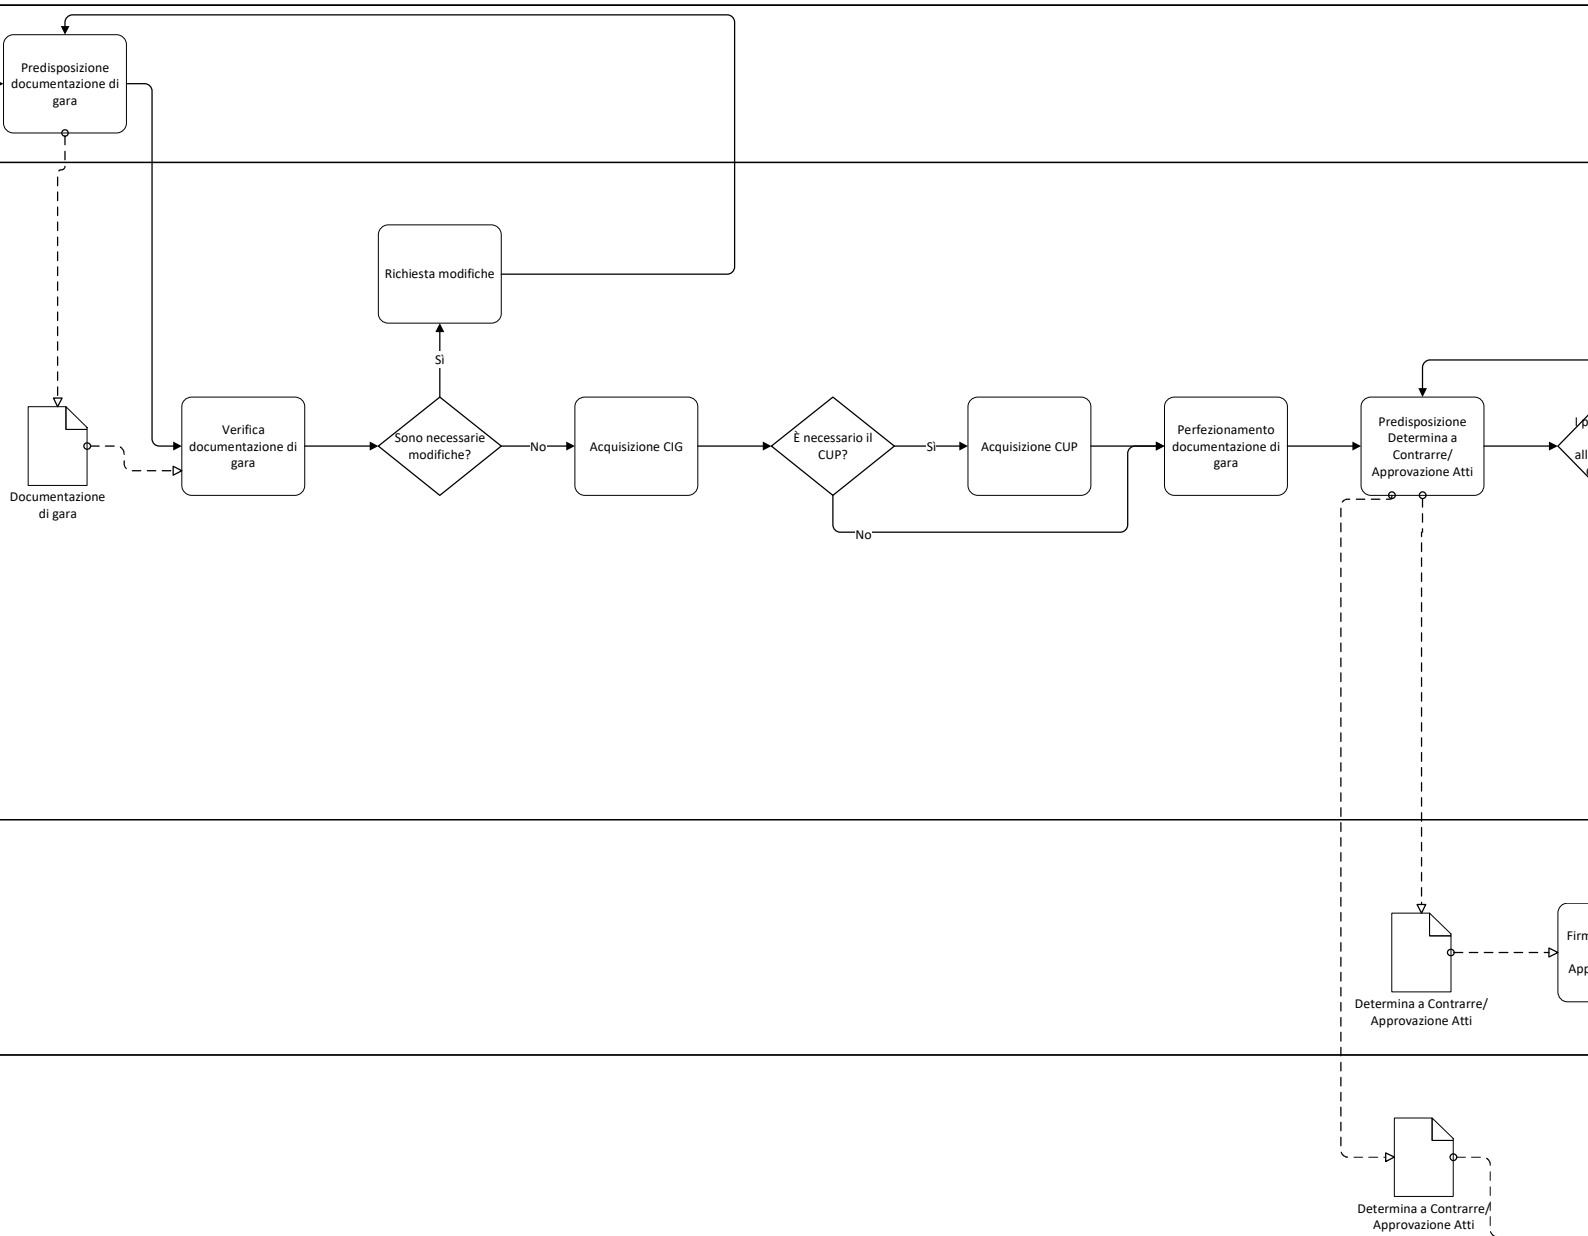 Predisposizione
documentazione di
gara
Richiesta modifiche
Sì
Documentazione
di gara
Verifica
documentazione di
gara
Sono necessarie
modifiche?
No
Acquisizione CIG
È necessario il
CUP?
Sì
No
Acquisizione CUP
Perfezionamento
documentazione di
gara
Predisposizione
Determina a
Contrarre/
Approvazione Atti
Determina a Contrarre/
Approvazione Atti
Determina a Contrarre/
Approvazione Atti